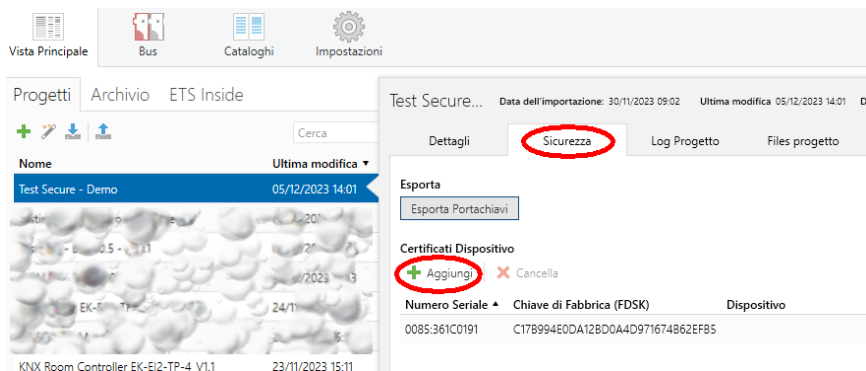 Vista Principale Bus Cataloghi Impostazioni
Progetti Archivio ETS Inside
Cerca
Nome Ultima modifica
Test Secure - Demo 05/12/2023 14:01
EK-
24/11
KNX Room Controller EK-EI2-TP-4 V1.1 23/11/2023 15:11
Test Secure... Data dell'importazione: 30/11/2023 09:02 Ultima modifica 05/12/2023 14:01 D
Dettagli Sicurezza Log Progetto Files progetto
Esporta
Esporta Portachiavi
Certificati Dispositivo
Aggiungi Cancella
Numero Seriale Chiave di Fabbrica (FDSK) Dispositivo
0085:361C0191 C17B994E0DA12BD0A4D971674B62EFB5